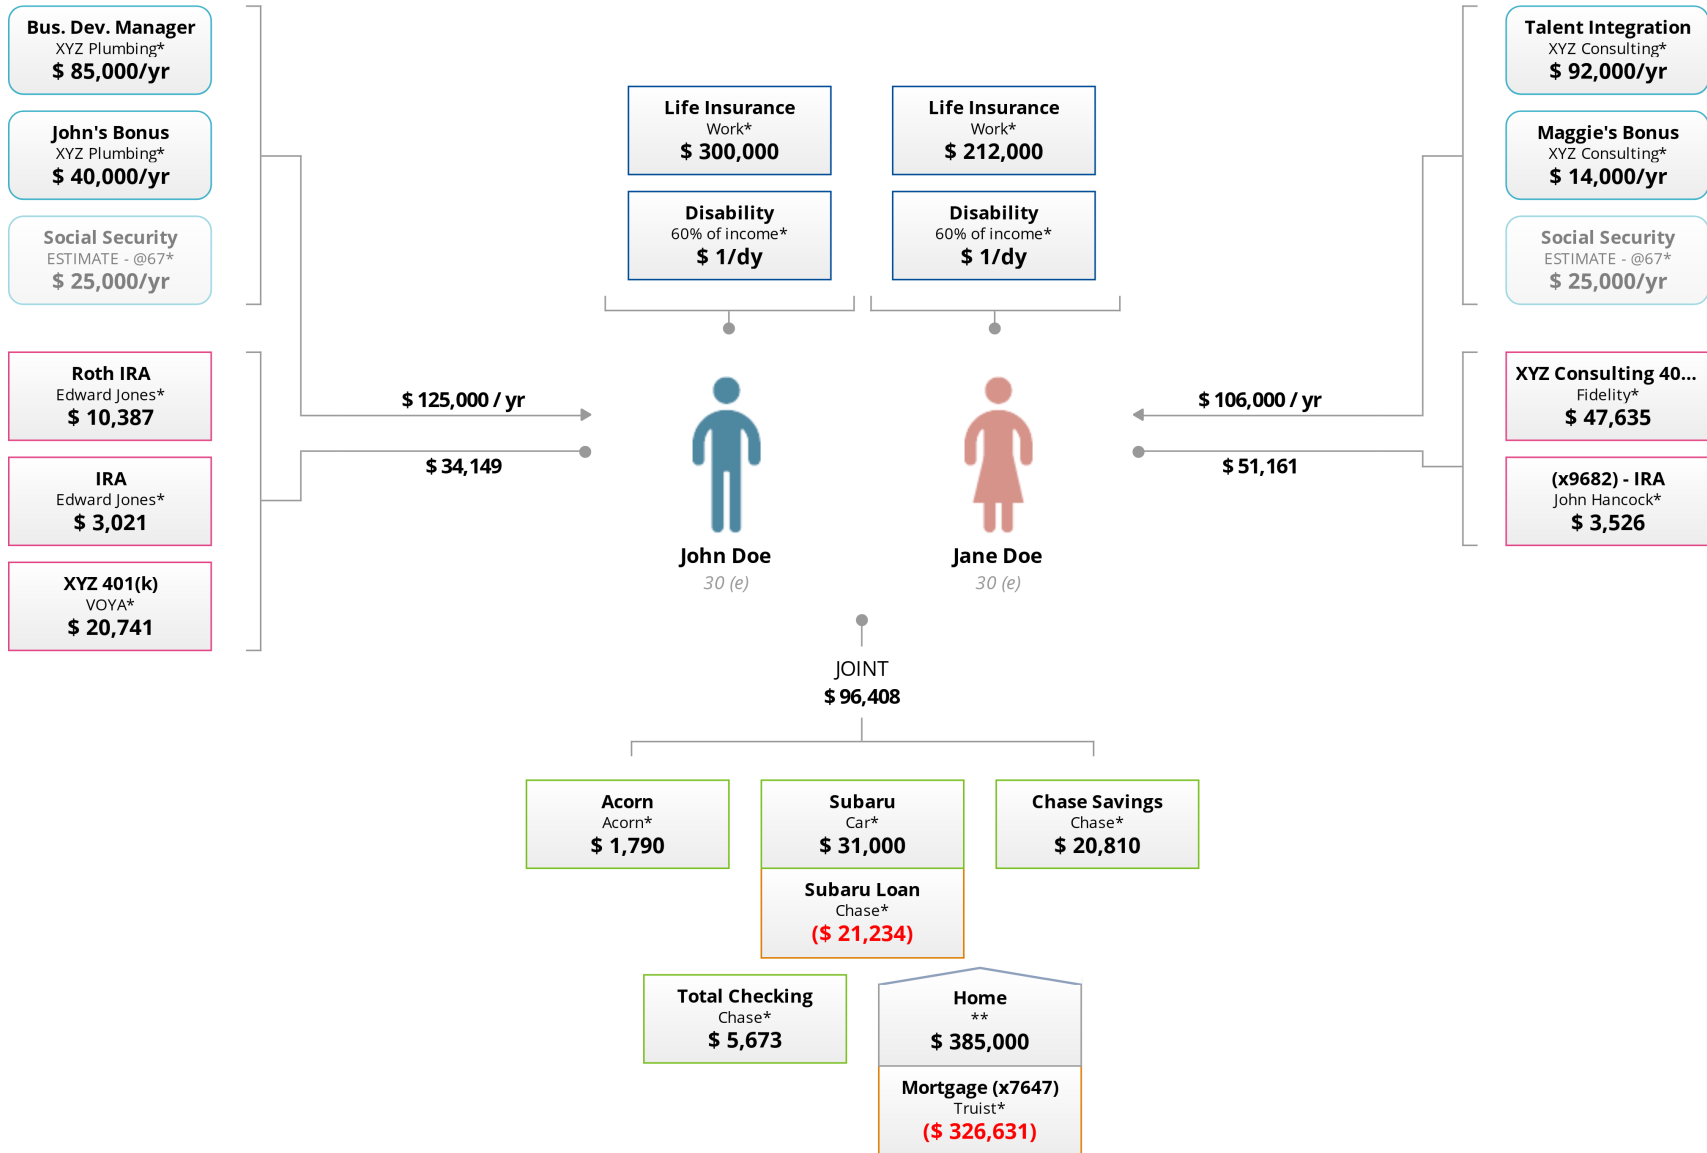 Bus. Dev. Manager
XYZ Plumbing*
$ 85,000/yr
John's Bonus
XYZ Plumbing*
$ 40,000/yr
Social Security
ESTIMATE - @67*
$ 25,000/yr
Roth IRA
Edward Jones*
$ 10,387
IRA
Edward Jones*
$ 3,021
XYZ 401(k)
VOYA*
$ 20,741
$ 125,000 / yr
$ 34,149
Life Insurance
Work*
$ 300,000
Disability
60% of income*
$ 1/dy
Life Insurance
Work*
$ 212,000
Disability
60% of income*
$ 1/dy
John Doe
30 (e)
Jane Doe
30 (e)
$ 106,000 / yr
$ 51,161
Talent Integration
XYZ Consulting*
$ 92,000/yr
Maggie's Bonus
XYZ Consulting*
$ 14,000/yr
Social Security
ESTIMATE - @67*
$ 25,000/yr
XYZ Consulting 40...
Fidelity*
$ 47,635
(x9682) - IRA
John Hancock*
$ 3,526
JOINT
$ 96,408
Acorn
Acorn*
$ 1,790
Subaru
Car*
$ 31,000
Subaru Loan
Chase*
($ 21,234)
Chase Savings
Chase*
$ 20,810
Total Checking
Chase*
$ 5,673
Home
**
$ 385,000
Mortgage (x7647)
Truist*
($ 326,631)